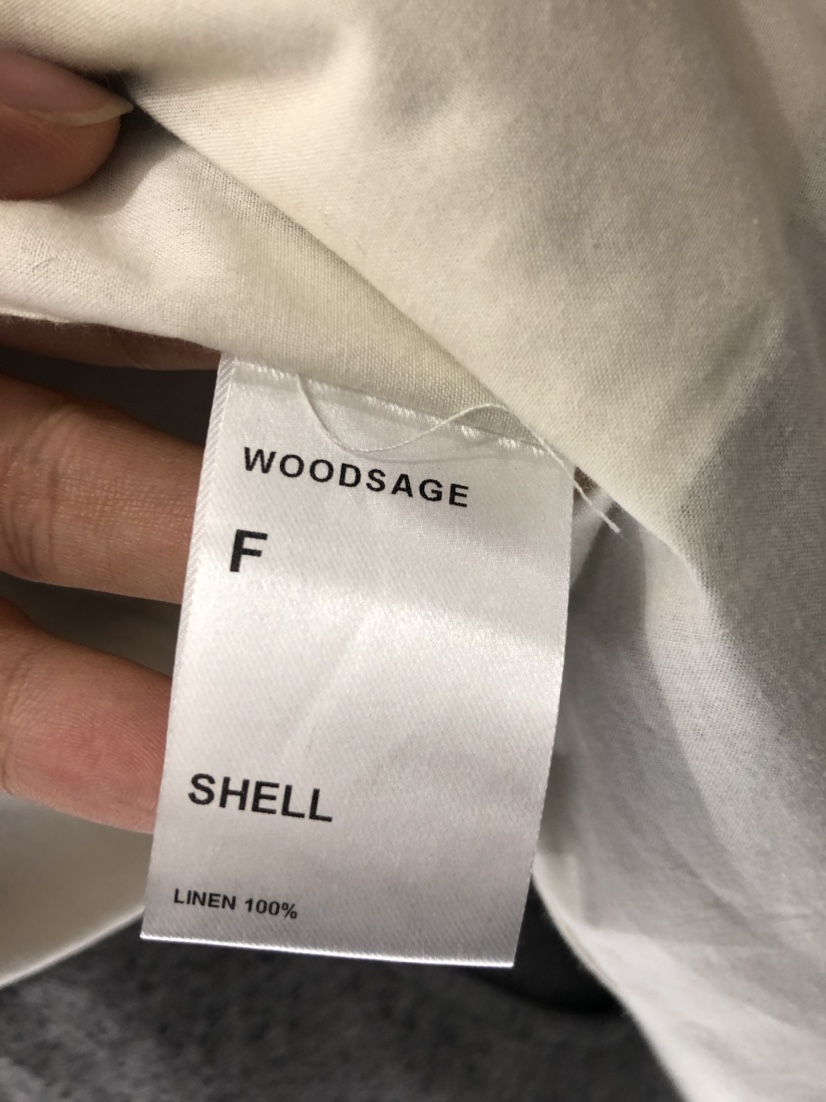 WOODSAGE
F
SHELL
LINEN 100%